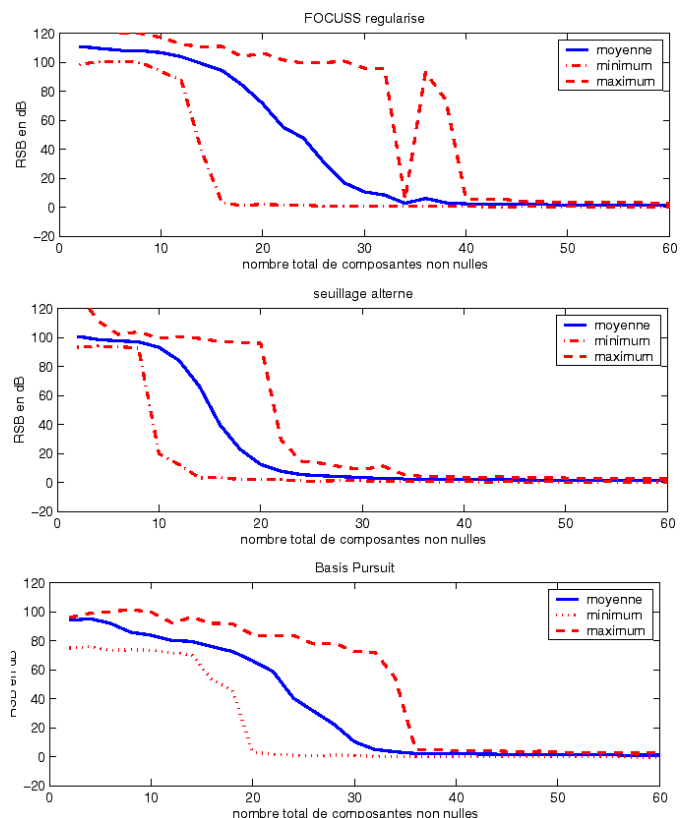 FOCUSS regularise
120
100
80
60
40
20
0
−20
RSB en dB
moyenne
minimum
maximum
0 10 20 30 40 50 60
nombre total de composantes non nulles
seuillage alterne
120
100
80
60
40
20
0
−20
RSB en dB
moyenne
minimum
maximum
0 10 20 30 40 50 60
nombre total de composantes non nulles
Basis Pursuit
120
100
80
60
40
20
0
−20
RSB en dB
moyenne
minimum
maximum
0 10 20 30 40 50 60
nombre total de composantes non nulles